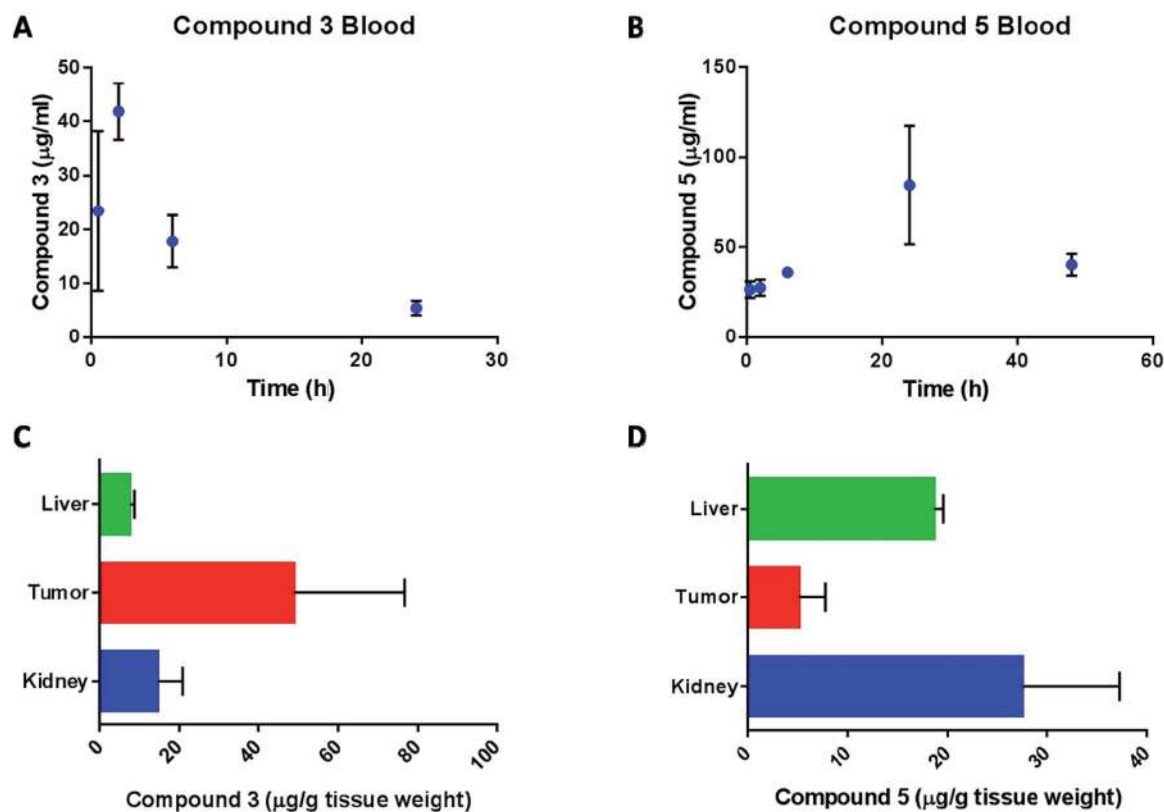 A
Compound 3 Blood
Compound 3 (μg/ml)
50
40
30
20
10
0
0 10 20 30
Time (h)
B
Compound 5 Blood
Compound 5 (μg/ml)
150
100
50
0
0 20 40 60
Time (h)
C
Liver
Tumor
Kidney
0 20 40 60 80 100
Compound 3 (μg/g tissue weight)
D
Liver
Tumor
Kidney
0 10 20 30 40
Compound 5 (μg/g tissue weight)